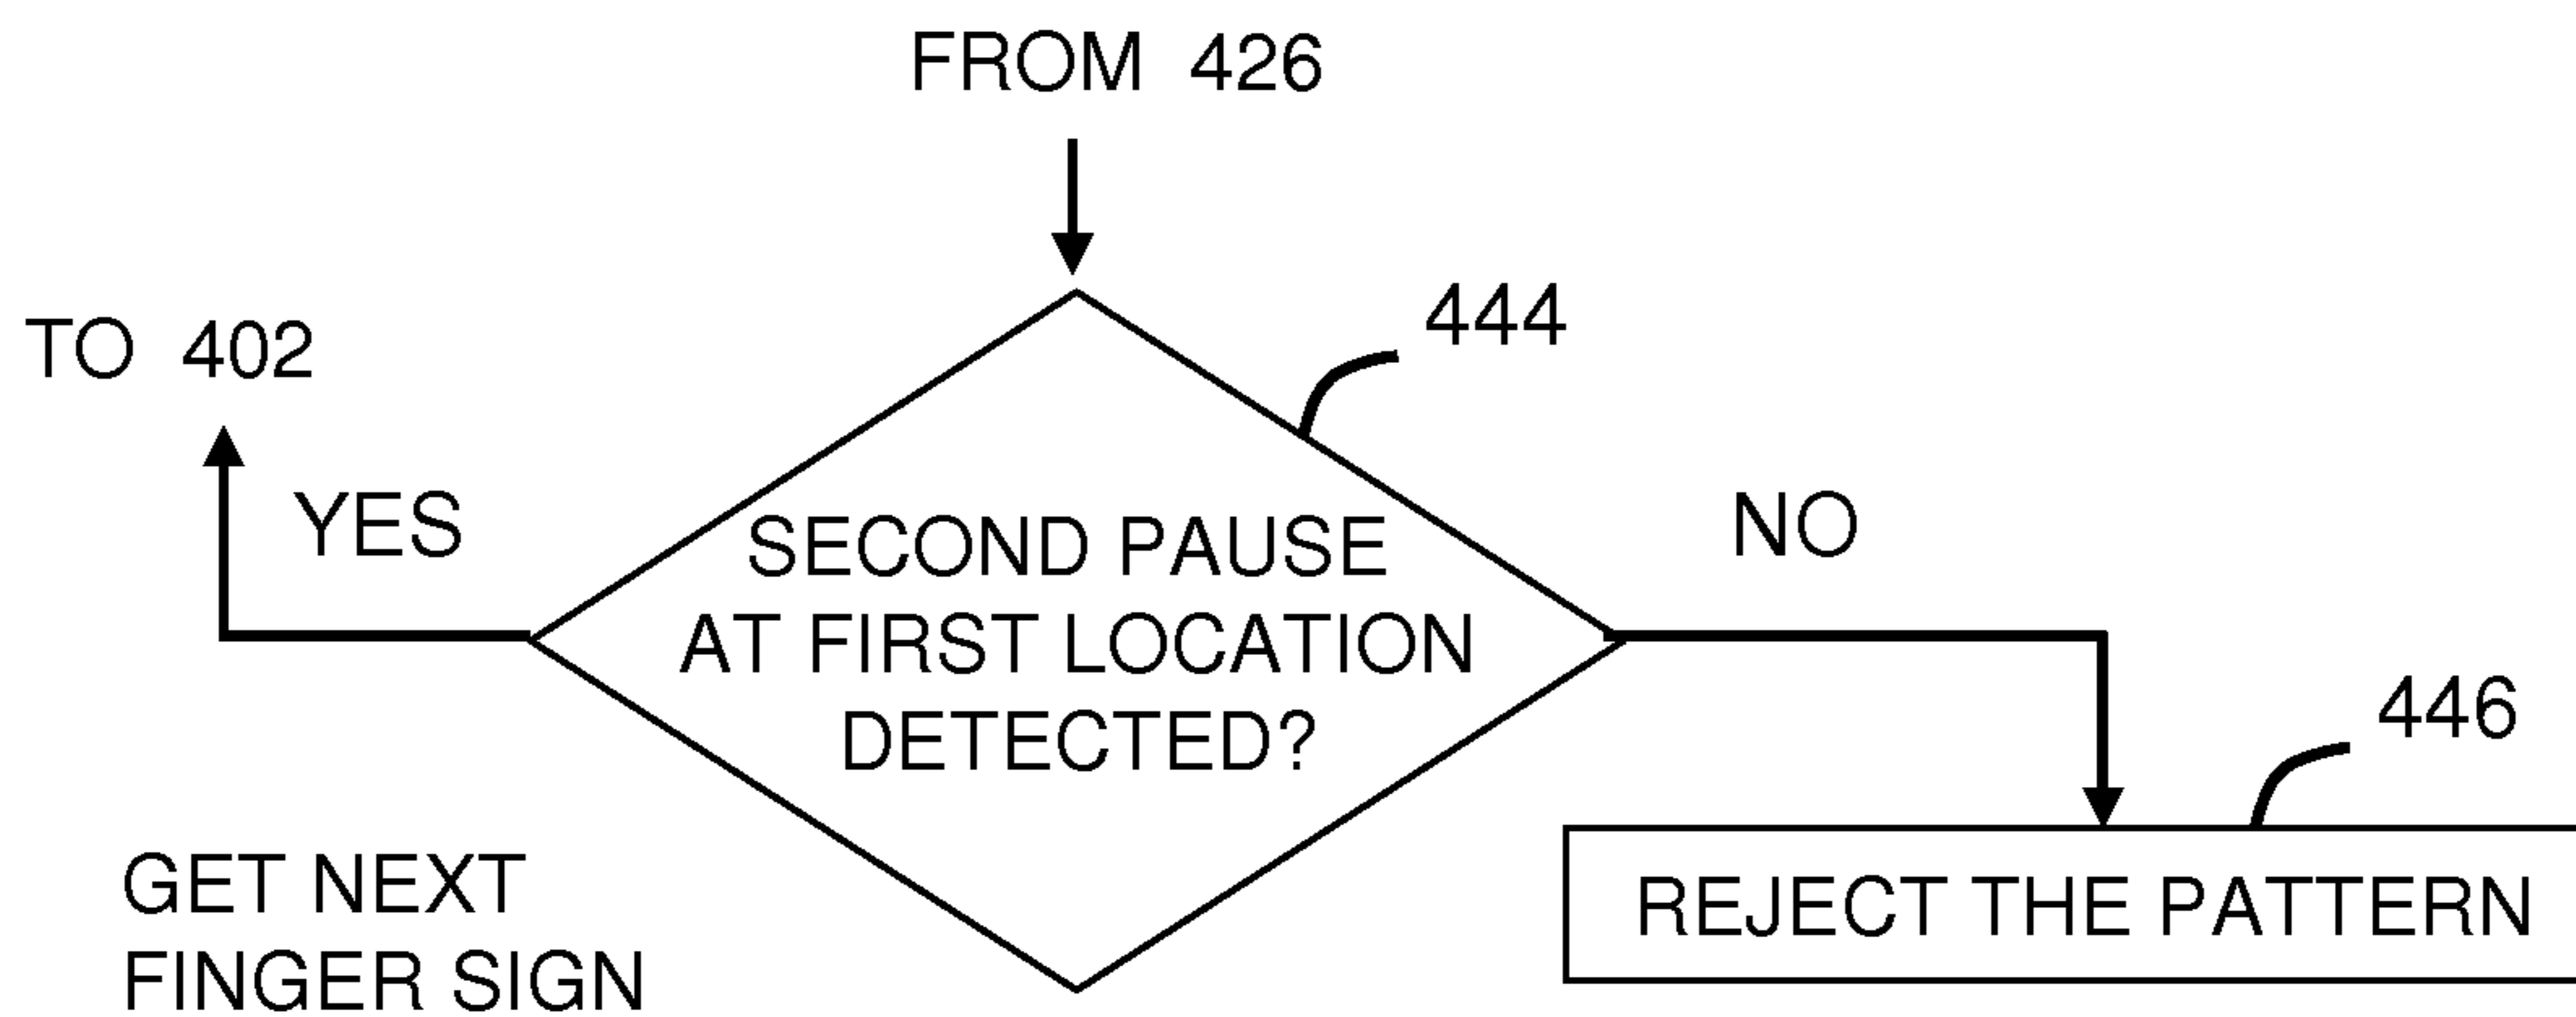 FROM 426
TO 402
444
YES
NO
SECOND PAUSE
AT FIRST LOCATION
DETECTED?
446
GET NEXT
FINGER SIGN
REJECT THE PATTERN